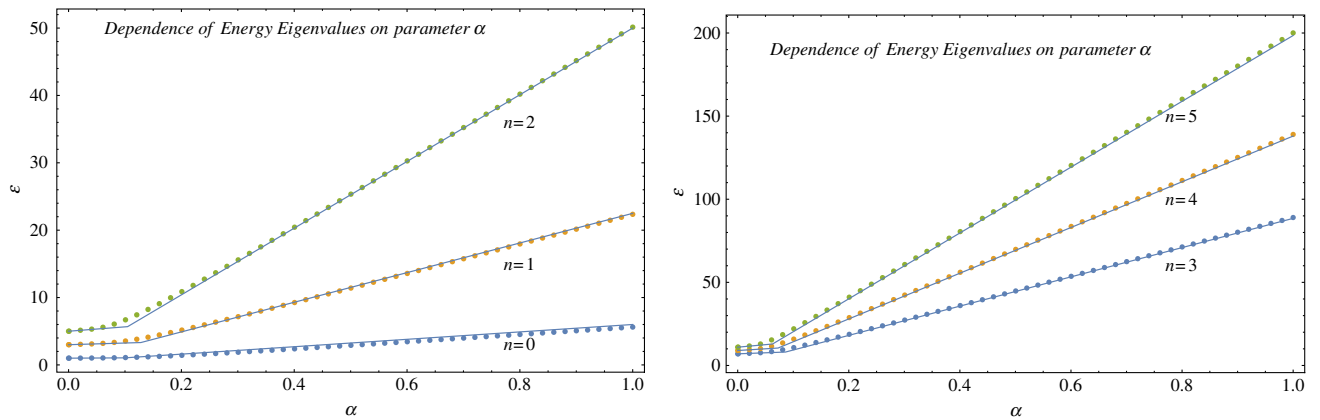 Dependence of Energy Eigenvalues on parameter α
50
40
30
20
10
0
ε
n=2
n=1
n=0
0.0 0.2 0.4 0.6 0.8 1.0
α
Dependence of Energy Eigenvalues on parameter α
200
150
100
50
0
ε
n=5
n=4
n=3
0.0 0.2 0.4 0.6 0.8 1.0
α